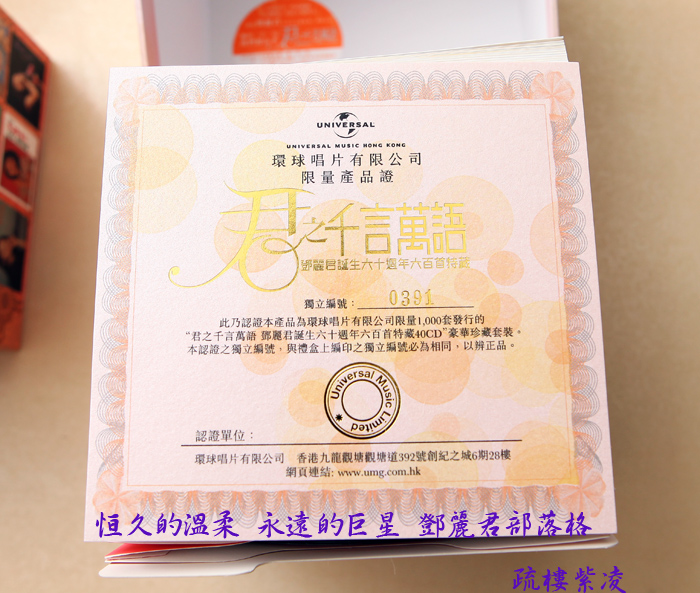 UNIVERSAL
UNIVERSAL MUSIC HONG KONG
環球唱片有限公司
限量產品證
君之千言萬語
鄧麗君誕生六十週年六百首特藏
獨立編號：0391
此乃認證本產品為環球唱片有限公司限量1,000套發行的
“君之千言萬語 鄧麗君誕生六十週年六百首特藏40CD”豪華珍藏套裝。
本認證之獨立編號，與禮盒上編印之獨立編號必為相同，以辨正品。
Universal Music Limited
認證單位：
環球唱片有限公司 香港九龍觀塘觀塘道392號創紀之城6期28樓
網頁連結: www.umg.com.hk
恒久的溫柔 永遠的巨星 鄧麗君部落格
疏樓紫凌